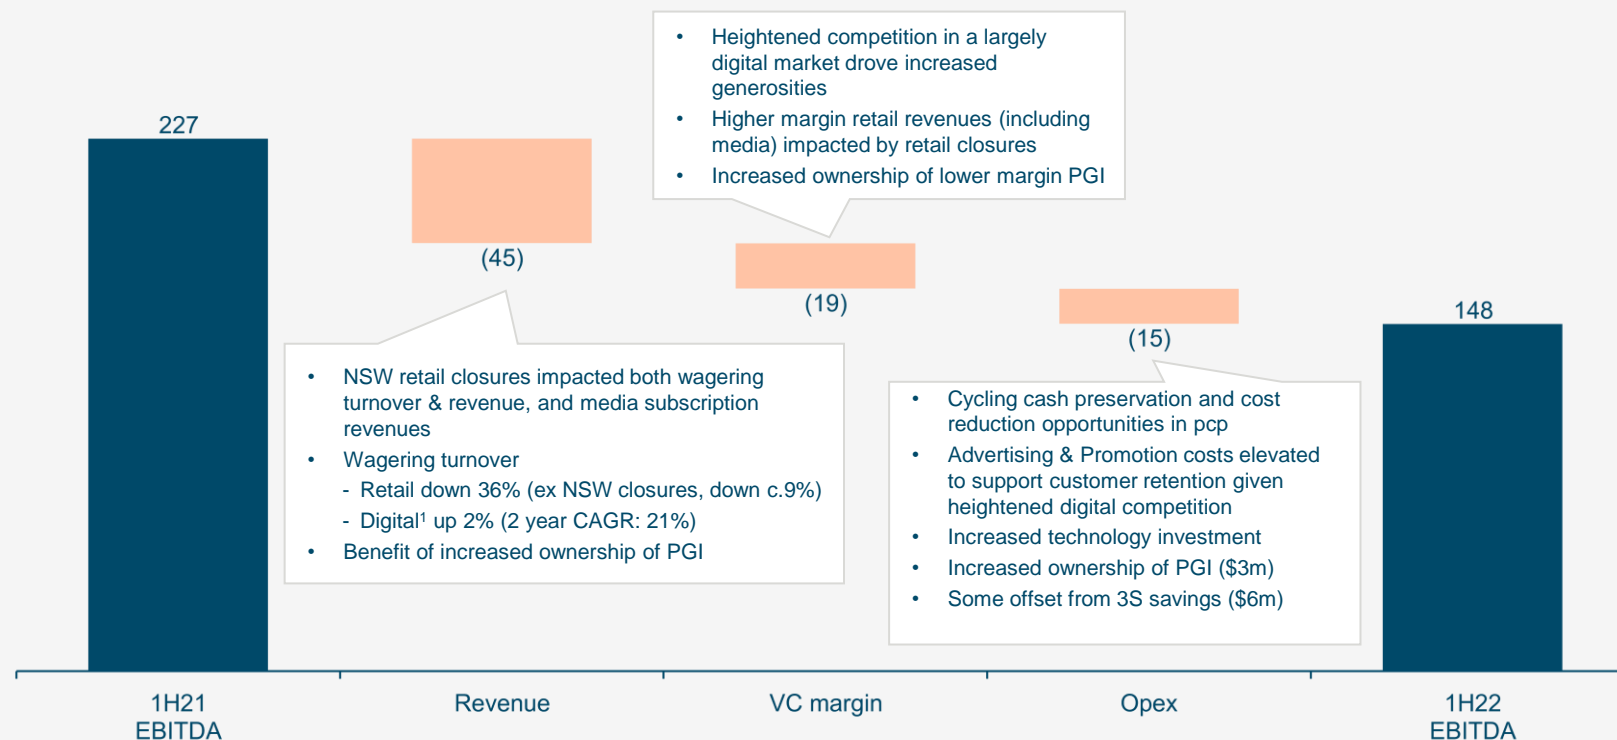 • Heightened competition in a largely
digital market drove increased
generosities
• Higher margin retail revenues (including
media) impacted by retail closures
• Increased ownership of lower margin PGI
227
(45)
(19)
(15)
148
• NSW retail closures impacted both wagering
turnover & revenue, and media subscription
revenues
• Wagering turnover
- Retail down 36% (ex NSW closures, down c.9%)
- Digital¹ up 2% (2 year CAGR: 21%)
• Benefit of increased ownership of PGI
• Cycling cash preservation and cost
reduction opportunities in pcp
• Advertising & Promotion costs elevated
to support customer retention given
heightened digital competition
• Increased technology investment
• Increased ownership of PGI ($3m)
• Some offset from 3S savings ($6m)
1H21
EBITDA
Revenue
VC margin
Opex
1H22
EBITDA